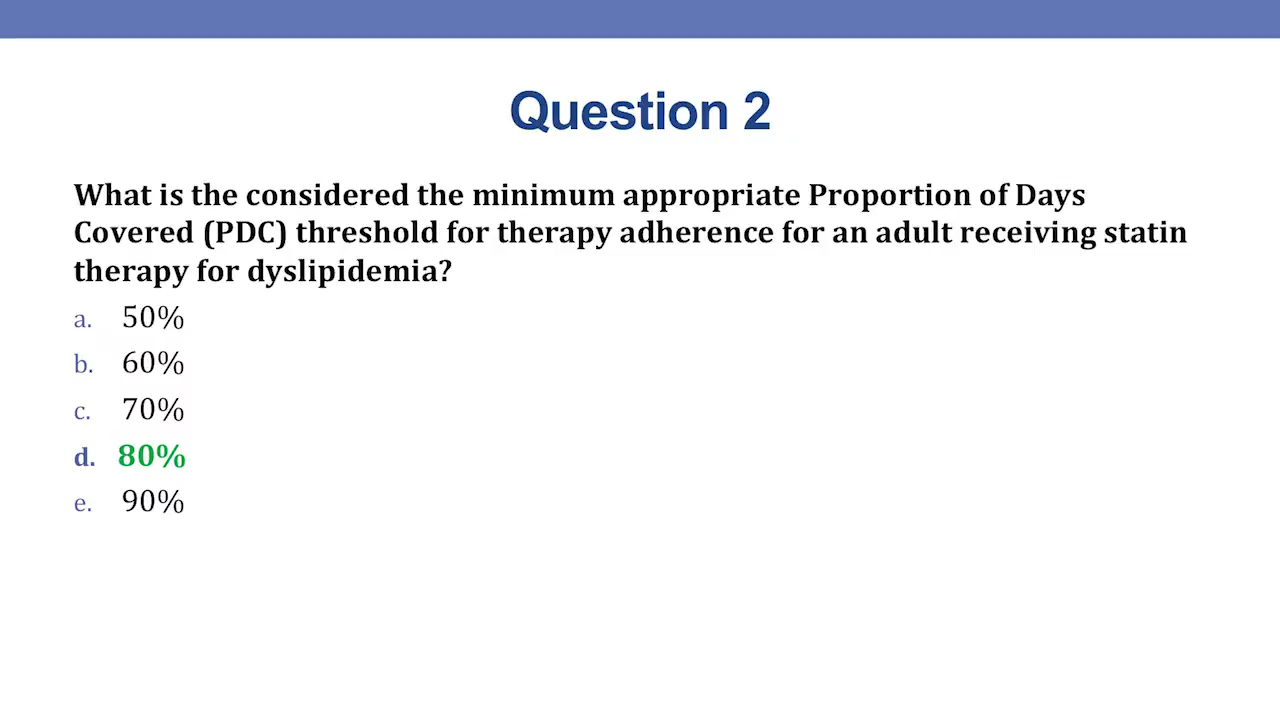 Question 2
What is the considered the minimum appropriate Proportion of Days
Covered (PDC) threshold for therapy adherence for an adult receiving statin
therapy for dyslipidemia?
a. 50%
b. 60%
c. 70%
d. 80%
e. 90%